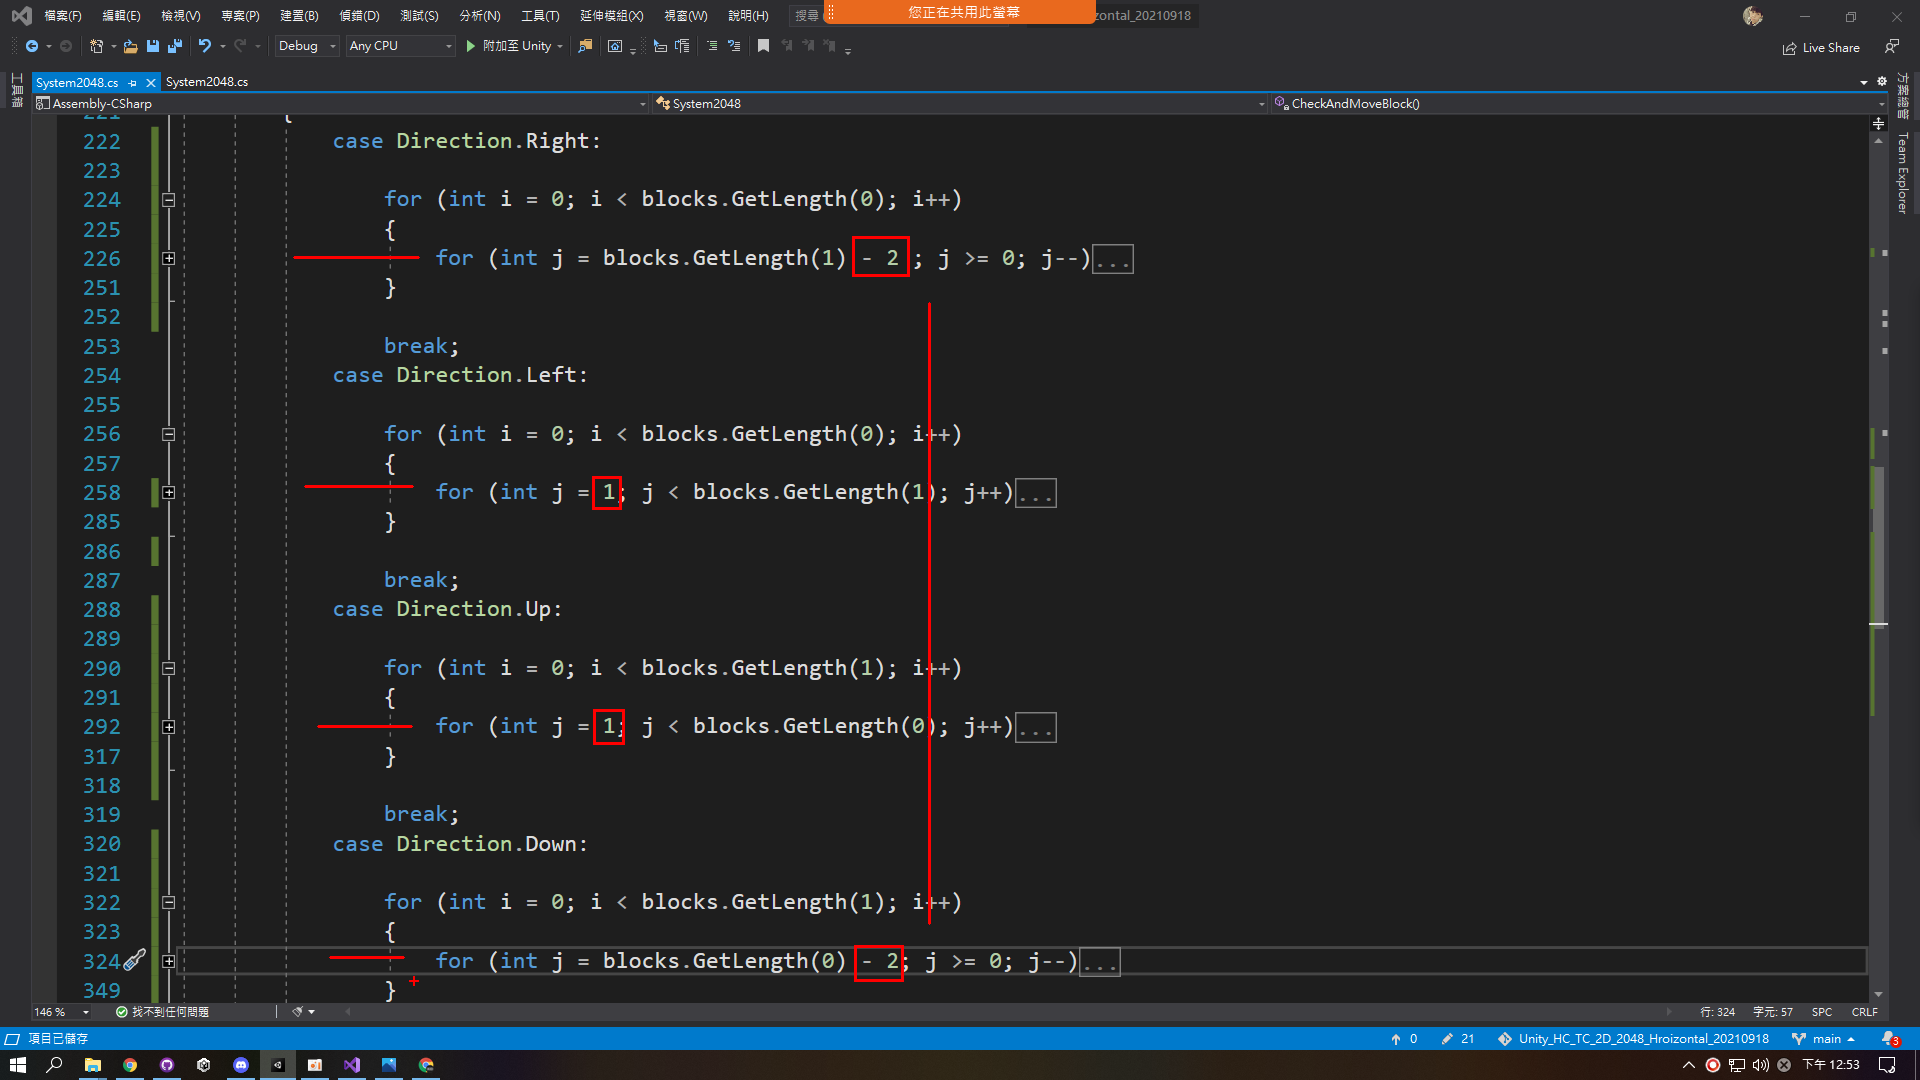 檔案(F) 編輯(E) 檢視(V) 專案(P) 建置(B) 偵錯(D) 測試(S) 分析(N) 工具(T) 延伸模組(X) 視窗(W) 說明(H) 搜尋 您正在共用此螢幕 izontal_20210918
Debug Any CPU 附加至 Unity Live Share
工具箱
System2048.cs System2048.cs
Assembly-CSharp System2048 CheckAndMoveBlock()
方案總管
Team Explorer
221 {
222 case Direction.Right:
223
224 for (int i = 0; i < blocks.GetLength(0); i++)
225 {
226 for (int j = blocks.GetLength(1) - 2 ; j >= 0; j--)...
251 }
252
253 break;
254 case Direction.Left:
255
256 for (int i = 0; i < blocks.GetLength(0); i++)
257 {
258 for (int j = 1; j < blocks.GetLength(1); j++)...
285 }
286
287 break;
288 case Direction.Up:
289
290 for (int i = 0; i < blocks.GetLength(1); i++)
291 {
292 for (int j = 1; j < blocks.GetLength(0); j++)...
317 }
318
319 break;
320 case Direction.Down:
321
322 for (int i = 0; i < blocks.GetLength(1); i++)
323 {
324 for (int j = blocks.GetLength(0) - 2; j >= 0; j--)...
349 }
146 % 找不到任何問題 行: 324 字元: 57 SPC CRLF
項目已儲存 0 21 Unity_HC_TC_2D_2048_Hroizontal_20210918 main 3
下午 12:53